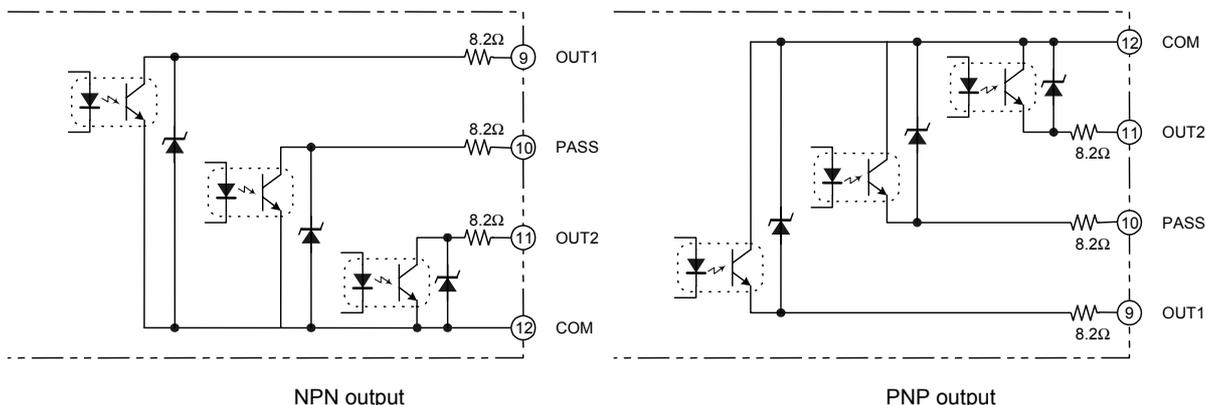 8.2Ω
9 OUT1
8.2Ω
10 PASS
8.2Ω
11 OUT2
12 COM
NPN output
12 COM
11 OUT2
8.2Ω
10 PASS
8.2Ω
9 OUT1
8.2Ω
PNP output